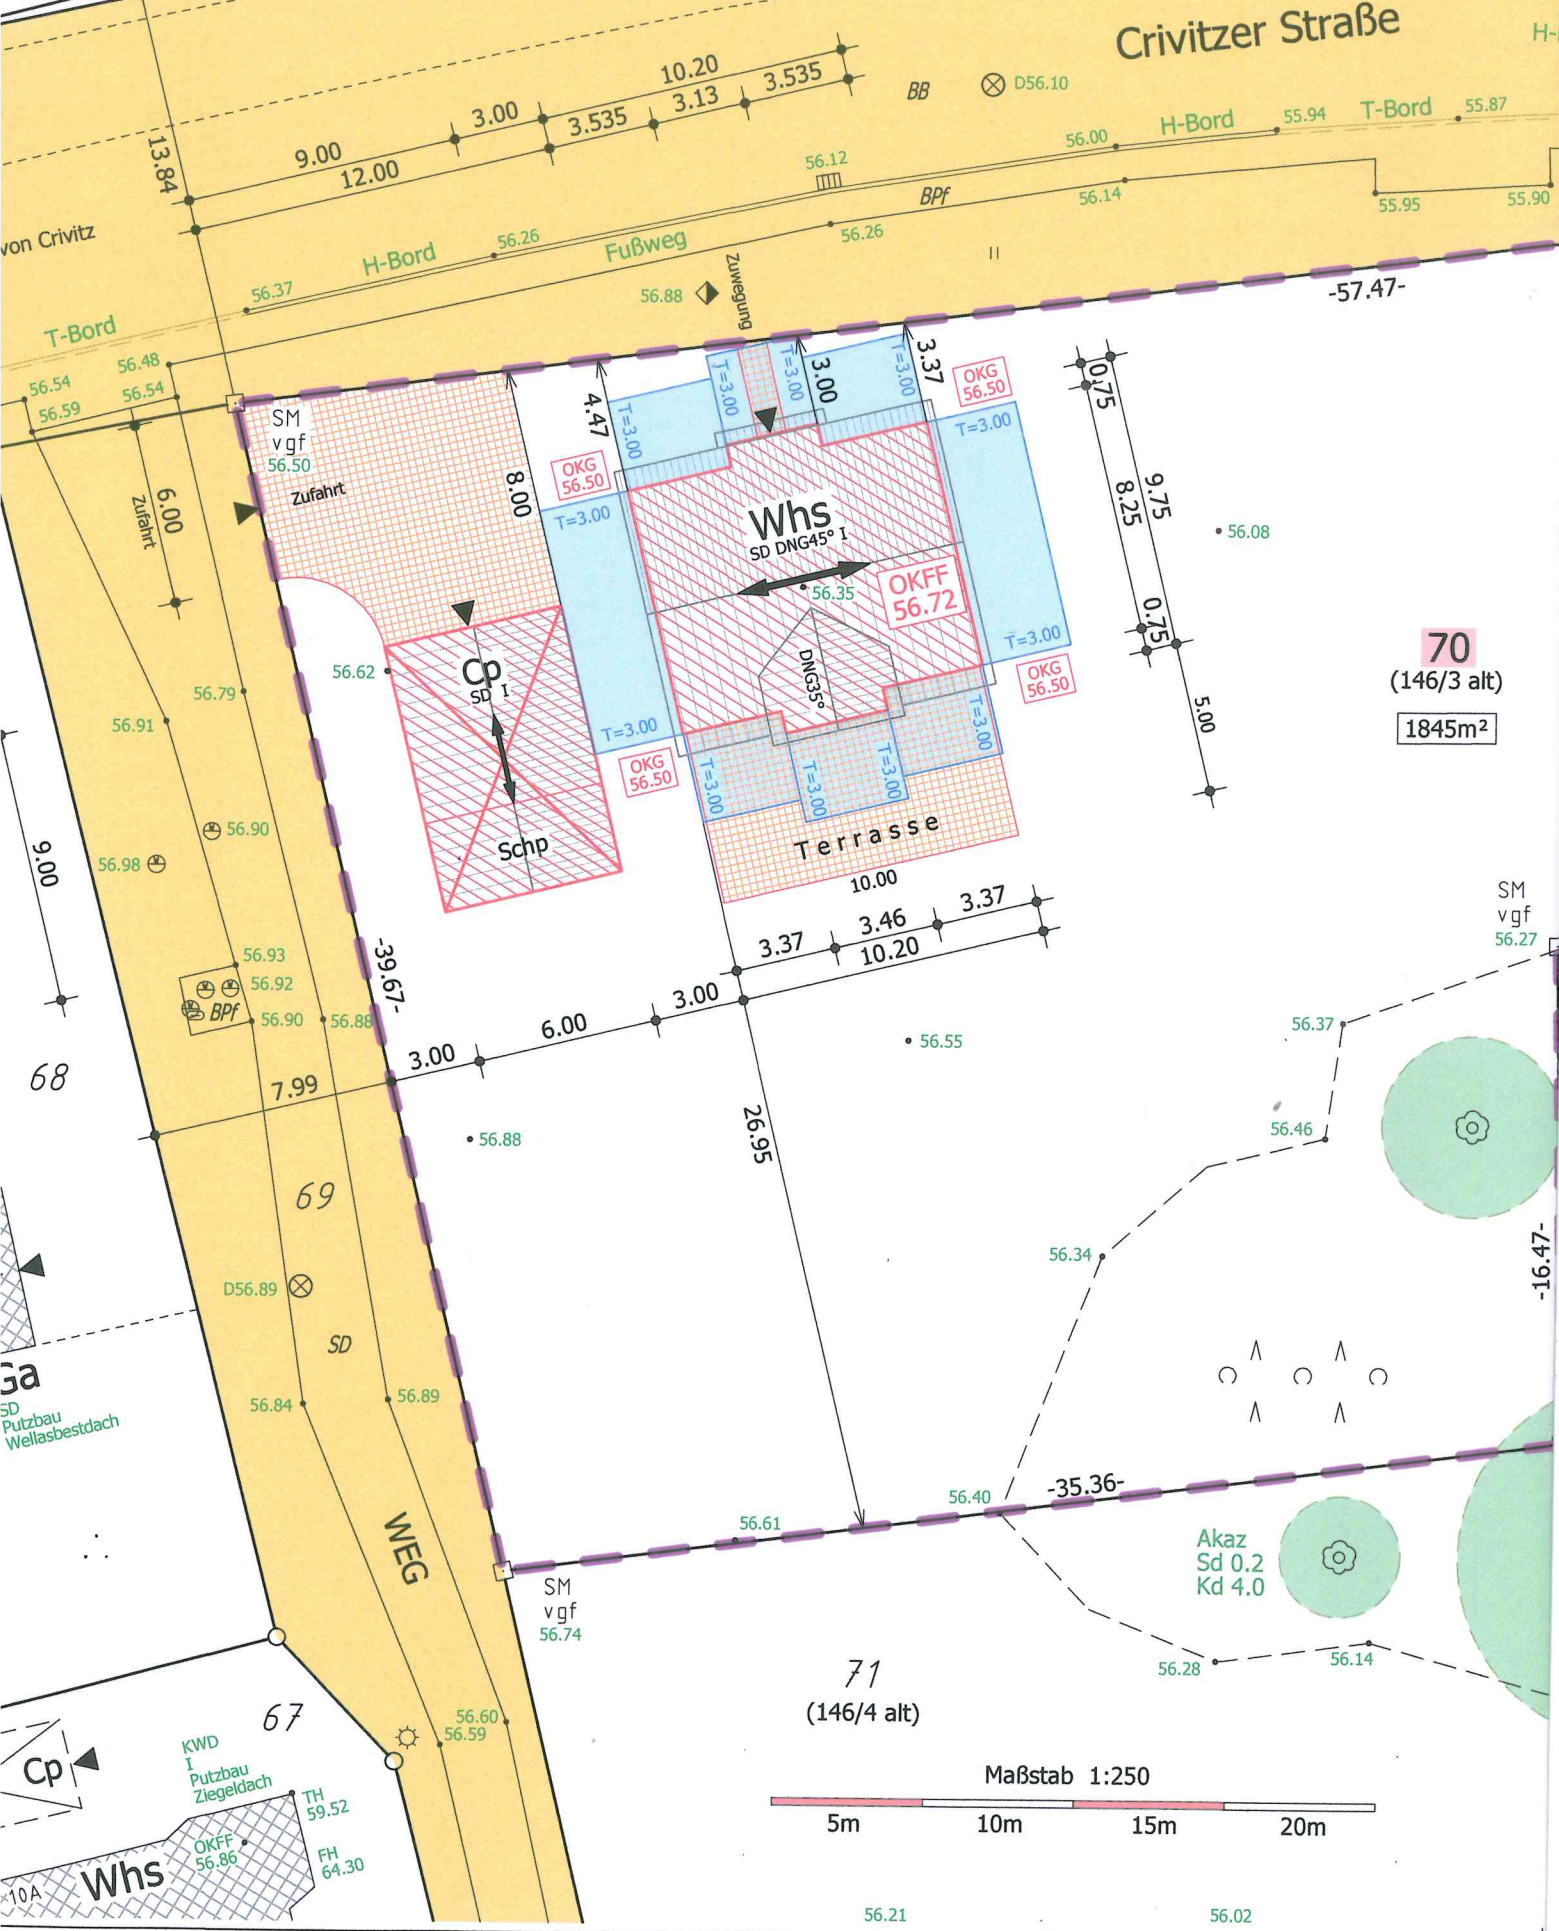 Crivitzer Straße
H-
10.20
3.535
3.00
3.13
3.535
9.00
12.00
13.84
BB
D56.10
H-Bord
55.94
T-Bord
55.87
56.00
56.12
BPf
56.14
55.95
55.90
von Crivitz
H-Bord
56.26
Fußweg
56.26
56.37
56.88
Zuwegung
-57.47-
T-Bord
56.48
56.54
56.54
56.59
SM
vgf
56.50
Zufahrt
6.00
Zufahrt
8.00
4.47
3.00
3.37
T=3.00
T=3.00
T=3.00
T=3.00
OKG
56.50
OKG
56.50
T=3.00
T=3.00
0.75
9.75
8.25
0.75
5.00
56.08
Whs
SD DNG45° I
56.35
OKFF
56.72
T=3.00
OKG
56.50
DNG35°
56.62
Cp
SD I
56.79
56.91
T=3.00
OKG
56.50
T=3.00
T=3.00
T=3.00
T=3.00
70
(146/3 alt)
1845m²
Schp
Terrasse
10.00
56.90
56.98
9.00
3.37
3.46
3.37
10.20
3.00
6.00
3.00
-39.67-
56.93
56.92
BPf
56.90
56.88
SM
vgf
56.27
56.37
56.55
68
7.99
56.88
56.46
26.95
69
56.34
-16.47-
D56.89
SD
Ga
SD
Putzbau
Wellasbestdach
56.84
56.89
56.40
-35.36-
56.61
WEG
SM
vgf
56.74
Akaz
Sd 0.2
Kd 4.0
56.28
56.14
71
(146/4 alt)
67
56.60
56.59
KWD
I
Putzbau
Ziegeldach
Cp
TH
59.52
OKFF
56.86
FH
64.30
Whs
10A
Maßstab 1:250
5m
10m
15m
20m
56.21
56.02